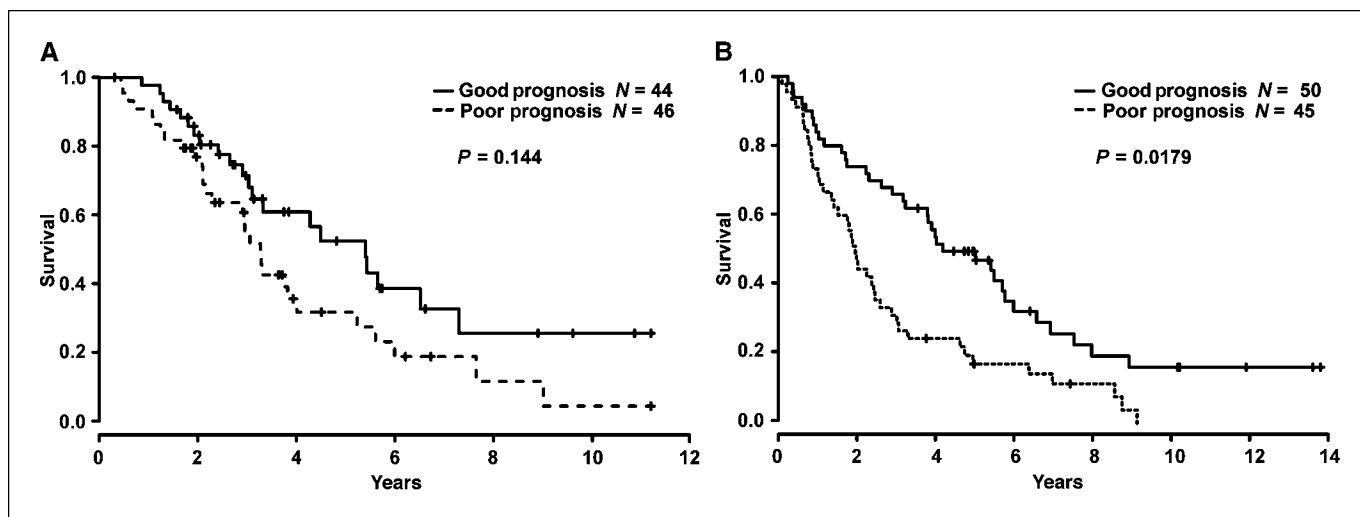 A
1.0
0.8
0.6
0.4
0.2
0.0
Survival
Good prognosis N = 44
Poor prognosis N = 46
P = 0.144
0 2 4 6 8 10 12
Years
B
1.0
0.8
0.6
0.4
0.2
0.0
Survival
Good prognosis N = 50
Poor prognosis N = 45
P = 0.0179
0 2 4 6 8 10 12 14
Years